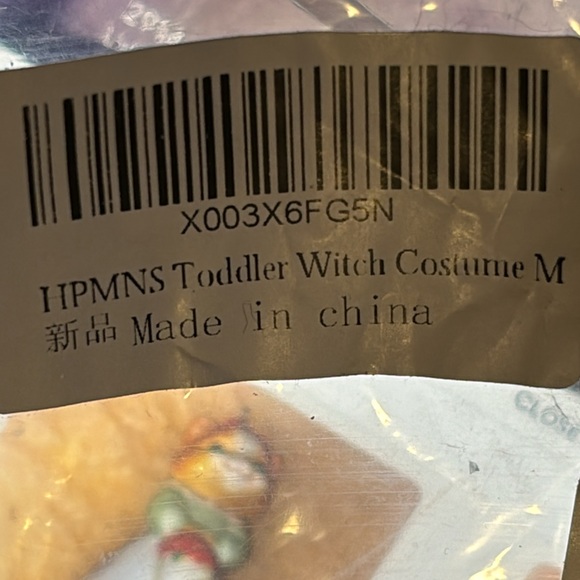 X003X6FG5N
HPMNS Toddler Witch Costume M
新品 Made in china